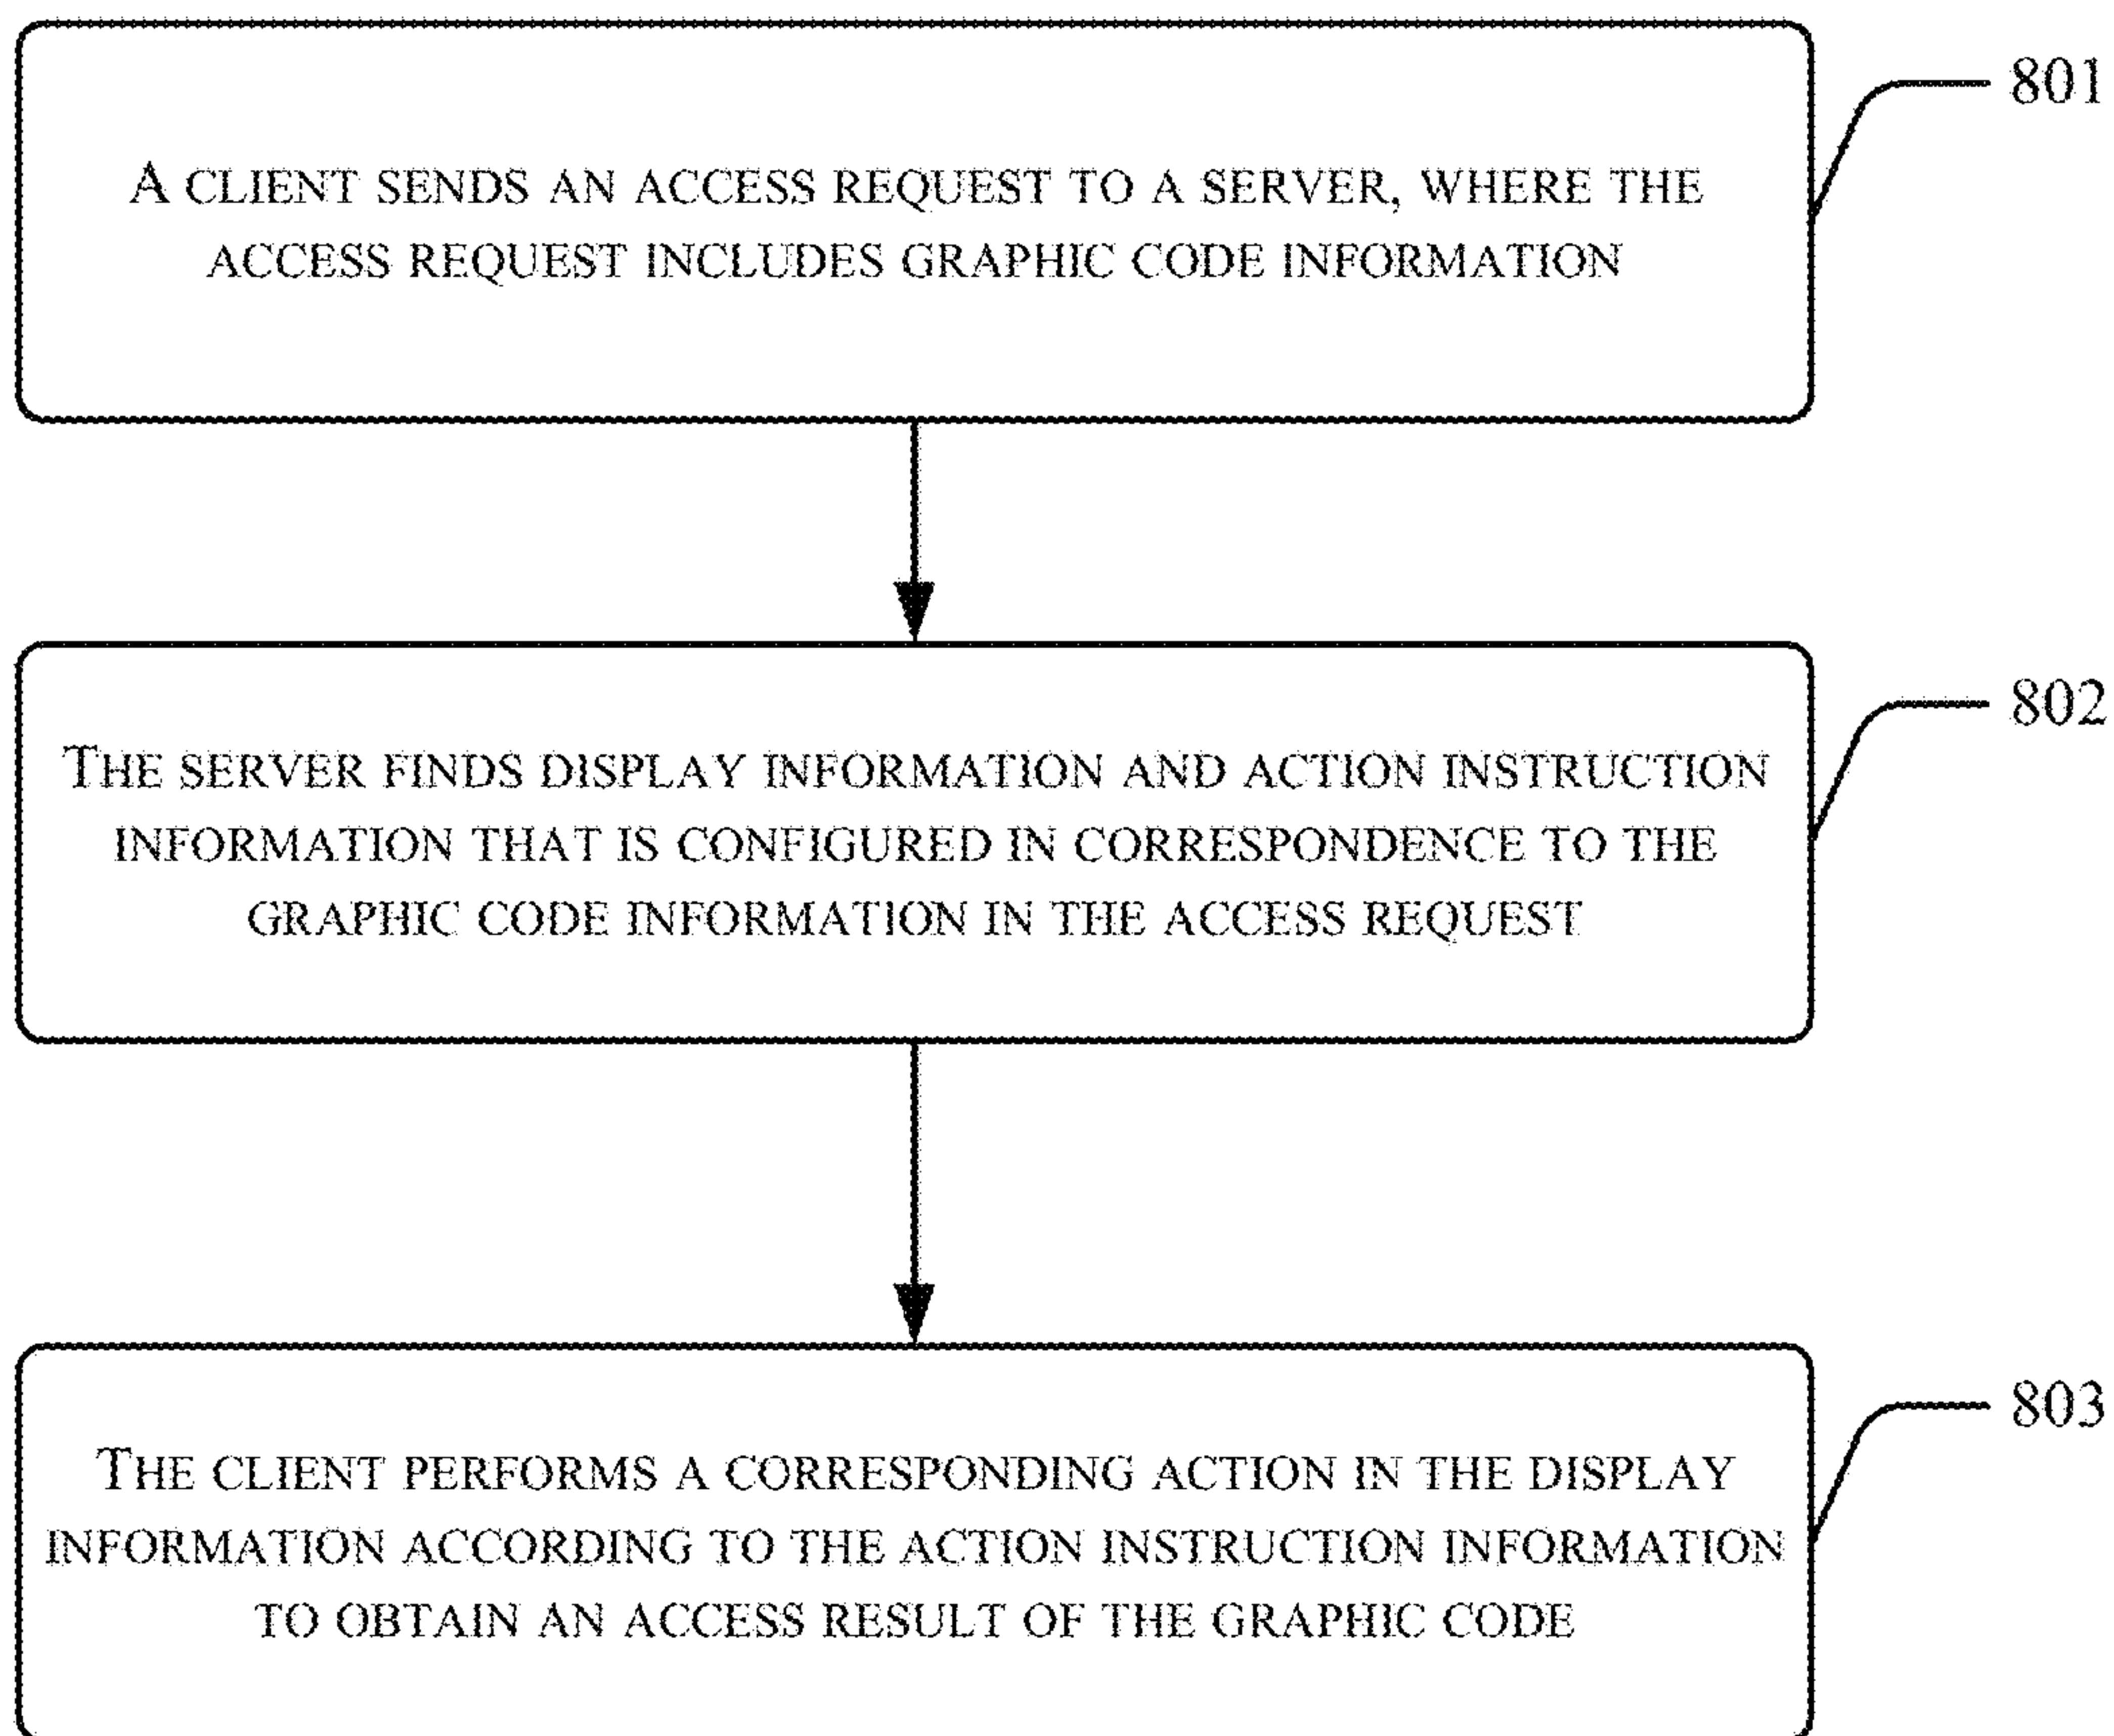 A CLIENT SENDS AN ACCESS REQUEST TO A SERVER, WHERE THE
ACCESS REQUEST INCLUDES GRAPHIC CODE INFORMATION
801
THE SERVER FINDS DISPLAY INFORMATION AND ACTION INSTRUCTION
INFORMATION THAT IS CONFIGURED IN CORRESPONDENCE TO THE
GRAPHIC CODE INFORMATION IN THE ACCESS REQUEST
802
THE CLIENT PERFORMS A CORRESPONDING ACTION IN THE DISPLAY
INFORMATION ACCORDING TO THE ACTION INSTRUCTION INFORMATION
TO OBTAIN AN ACCESS RESULT OF THE GRAPHIC CODE
803